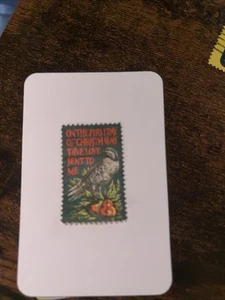 ON THE FIRST DAY
OF CHRISTMAS MY
TRUE LOVE
SENT TO
ME